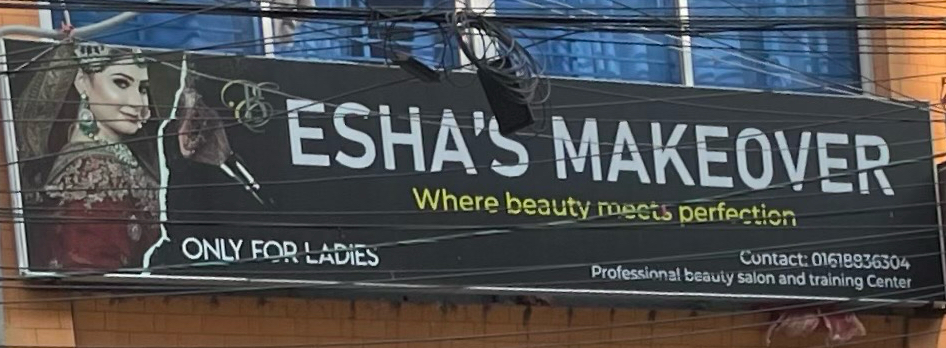 ESHA'S MAKEOVER
Where beauty meets perfection
ONLY FOR LADIES
Contact: 01618836304
Professional beauty salon and training Center